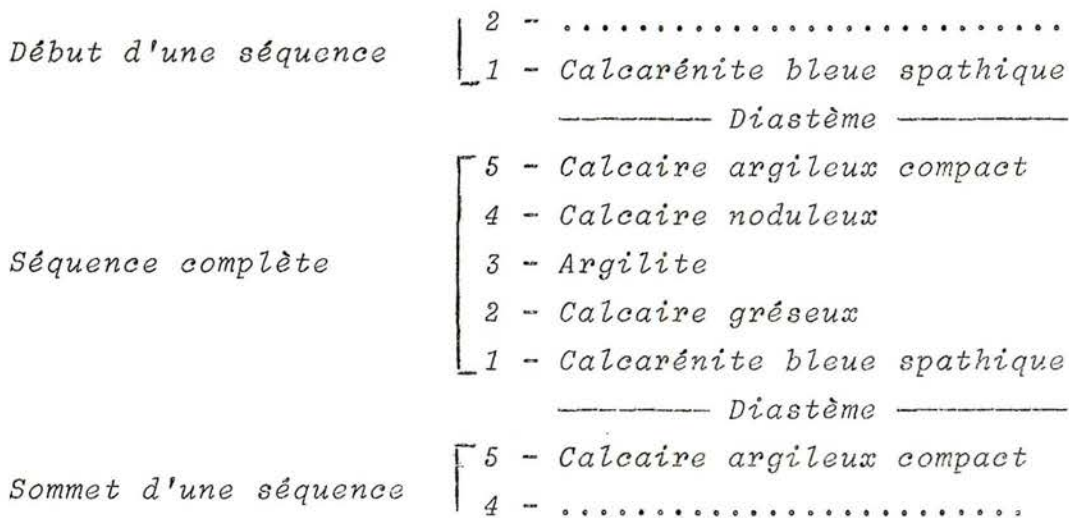 2 - ............................
Début d'une séquence
1 - Calcarénite bleue spathique
Diastème
5 - Calcaire argileux compact
4 - Calcaire noduleux
Séquence complète 3 - Argilite
2 - Calcaire gréseux
1 - Calcarénite bleue spathique
Diastème
5 - Calcaire argileux compact
Sommet d'une séquence
4 - .........................